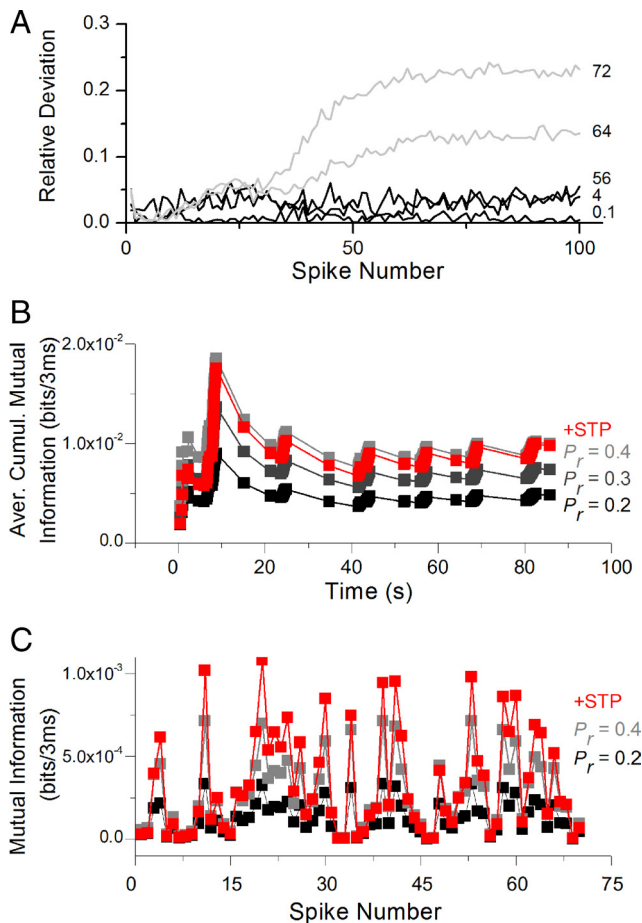 A
0.3
0.2
0.1
0.0
Relative Deviation
72
64
56
4
0.1
0
50
100
Spike Number
B
2.0x10⁻²
1.0x10⁻²
0.0
Aver. Cumul. Mutual
Information (bits/3ms)
+STP
Pᵣ = 0.4
Pᵣ = 0.3
Pᵣ = 0.2
0
20
40
60
80
100
Time (s)
C
1.0x10⁻³
5.0x10⁻⁴
0.0
Mutual Information
(bits/3ms)
+STP
Pᵣ = 0.4
Pᵣ = 0.2
0
15
30
45
60
75
Spike Number